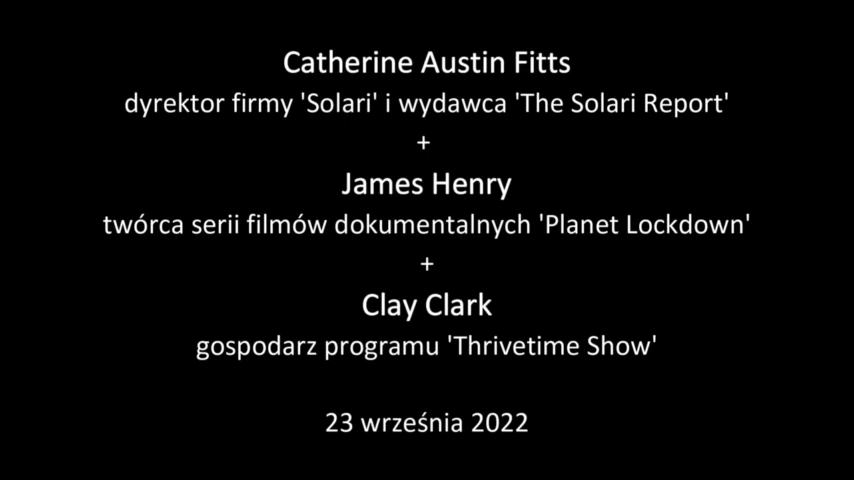 Catherine Austin Fitts
dyrektor firmy 'Solari' i wydawca 'The Solari Report'
+
James Henry
twórca serii filmów dokumentalnych 'Planet Lockdown'
+
Clay Clark
gospodarz programu 'Thrivetime Show'
23 września 2022